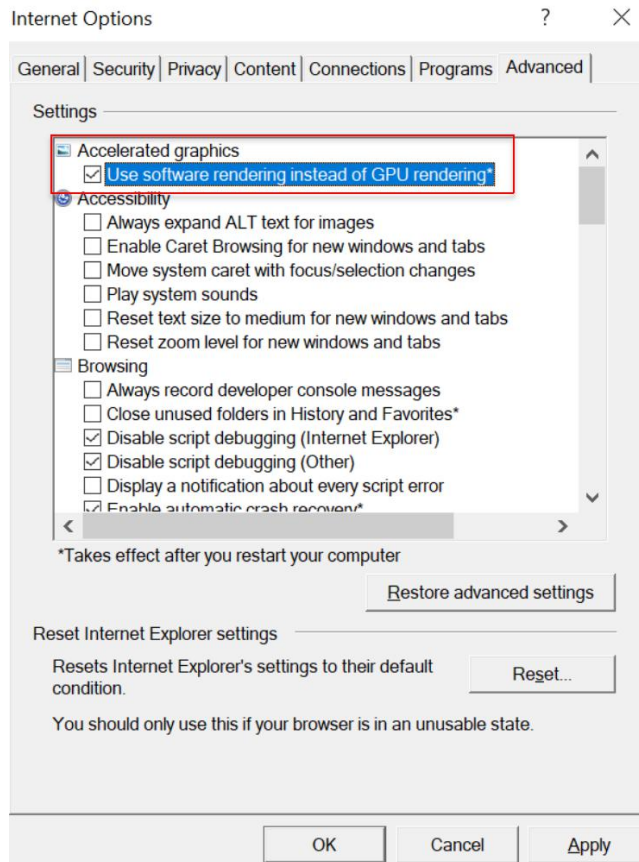 Internet Options
?
General Security Privacy Content Connections Programs Advanced
Settings
Accelerated graphics
Use software rendering instead of GPU rendering*
Accessibility
Always expand ALT text for images
Enable Caret Browsing for new windows and tabs
Move system caret with focus/selection changes
Play system sounds
Reset text size to medium for new windows and tabs
Reset zoom level for new windows and tabs
Browsing
Always record developer console messages
Close unused folders in History and Favorites*
Disable script debugging (Internet Explorer)
Disable script debugging (Other)
Display a notification about every script error
Enable automatic crash recovery*
*Takes effect after you restart your computer
Restore advanced settings
Reset Internet Explorer settings
Resets Internet Explorer's settings to their default
condition.
Reset...
You should only use this if your browser is in an unusable state.
OK Cancel Apply